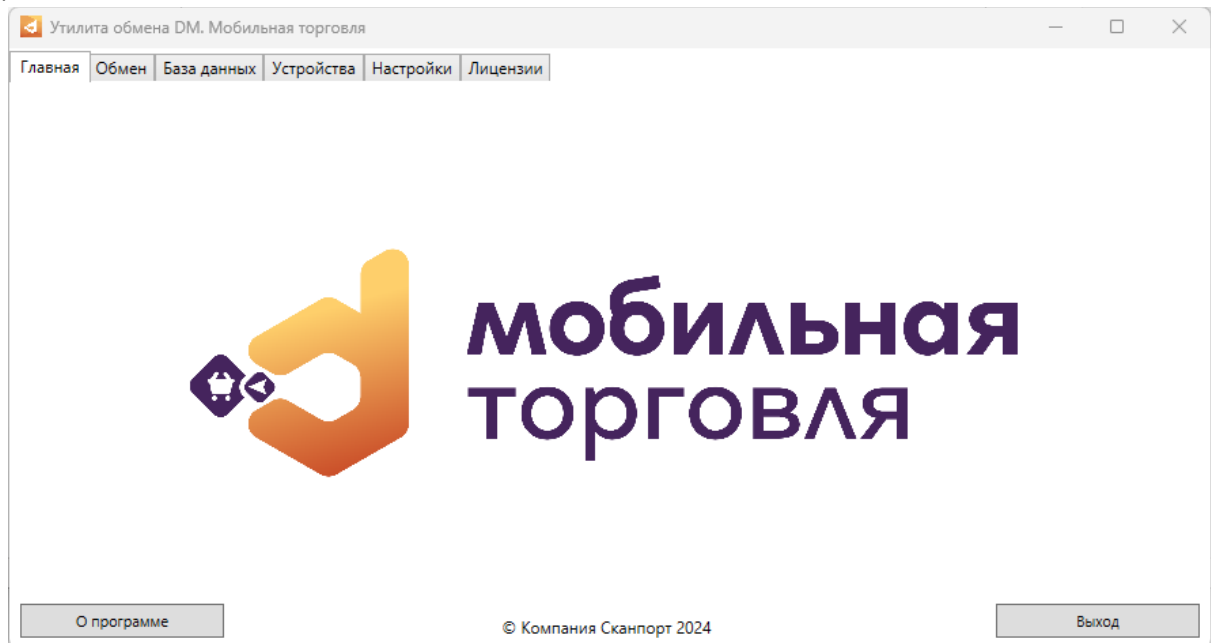 Утилита обмена DM. Мобильная торговля
Главная Обмен База данных Устройства Настройки Лицензии
мобильная
торговля
О программе © Компания Сканпорт 2024 Выход